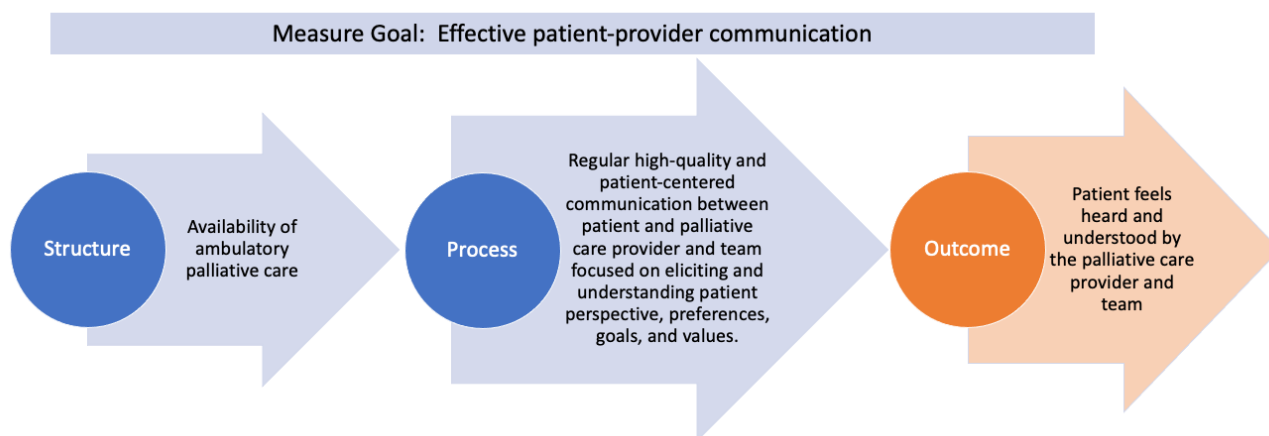 Measure Goal: Effective patient-provider communication
Structure
Availability of
ambulatory
palliative care
Process
Regular high-quality and
patient-centered
communication between
patient and palliative
care provider and team
focused on eliciting and
understanding patient
perspective, preferences,
goals, and values.
Outcome
Patient feels
heard and
understood by
the palliative care
provider and
team